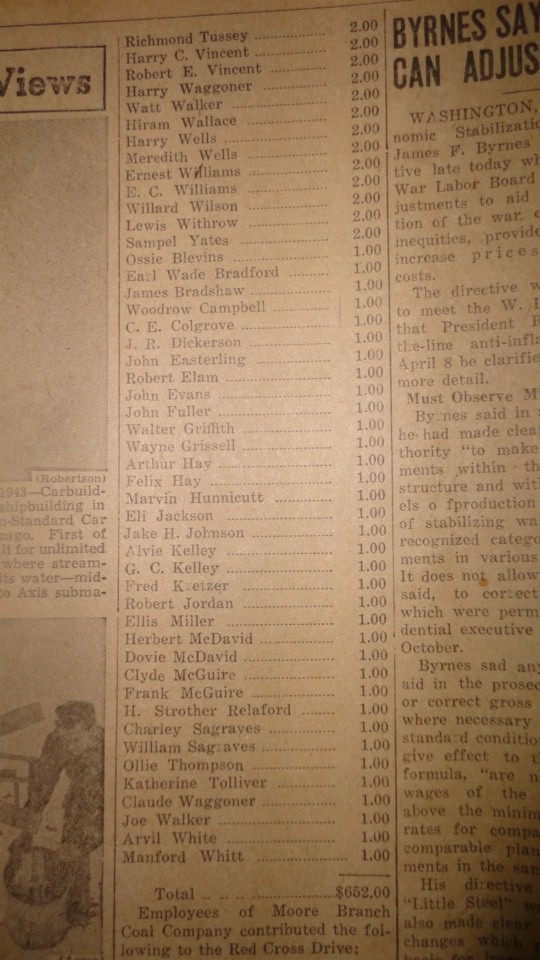 Views
(Robertson)
1943—Carbuild-
shipbuilding in
n-Standard Car
cago. First of
lt for unlimited
where stream-
its water—mid-
to Axis subma-
Richmond Tussey ........ 2.00
Harry C. Vincent ........ 2.00
Robert E. Vincent ........ 2.00
Harry Waggoner ........ 2.00
Watt Walker ........ 2.00
Hiram Wallace ........ 2.00
Harry Wells ........ 2.00
Meredith Wells ........ 2.00
Ernest Williams ........ 2.00
E. C. Williams ........ 2.00
Willard Wilson ........ 2.00
Lewis Withrow ........ 2.00
Sampel Yates ........ 2.00
Ossie Blevins ........ 1.00
Earl Wade Bradford ........ 1.00
James Bradshaw ........ 1.00
Woodrow Campbell ........ 1.00
C. E. Colgrove ........ 1.00
J. R. Dickerson ........ 1.00
John Easterling ........ 1.00
Robert Elam ........ 1.00
John Evans ........ 1.00
John Fuller ........ 1.00
Walter Griffith ........ 1.00
Wayne Grissell ........ 1.00
Arthur Hay ........ 1.00
Felix Hay ........ 1.00
Marvin Hunnicutt ........ 1.00
Eli Jackson ........ 1.00
Jake H. Johnson ........ 1.00
Alvie Kelley ........ 1.00
G. C. Kelley ........ 1.00
Fred Kretzer ........ 1.00
Robert Jordan ........ 1.00
Ellis Miller ........ 1.00
Herbert McDavid ........ 1.00
Dovie McDavid ........ 1.00
Clyde McGuire ........ 1.00
Frank McGuire ........ 1.00
H. Strother Relaford ........ 1.00
Charley Sagraves ........ 1.00
William Sagraves ........ 1.00
Ollie Thompson ........ 1.00
Katherine Tolliver ........ 1.00
Claude Waggoner ........ 1.00
Joe Walker ........ 1.00
Arvil White ........ 1.00
Manford Whitt ........ 1.00
Total ........ $652.00
Employees of Moore Branch
Coal Company contributed the fol-
lowing to the Red Cross Drive;
BYRNES SAY
CAN ADJUS
WASHINGTON,
nomic Stabilizatio
James F. Byrnes
tive late today wh
War Labor Board
justments to aid
tion of the war, c
inequities, provide
increase prices
costs.
The directive w
to meet the W. L
that President R
the-line anti-infla
April 8 be clarifie
more detail.
Must Observe Mi
Byrnes said in a
he had made clea
thority "to make
ments within th
structure and with
els o fproduction
of stabilizing wa
recognized catego
ments in various
It does not allow
said, to correct
which were perm
dential executive
October.
Byrnes sad any
aid in the prosec
or correct gross
where necessary
standard conditio
give effect to t
formula, "are n
wages of the
above the minim
rates for compa
comparable plan
ments in the sam
His directive
"Little Steel" w
also made clear
changes which
basis for